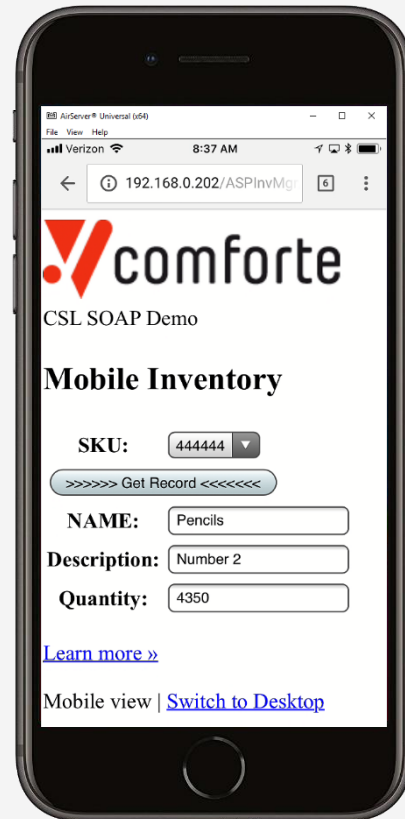 AirServer® Universal (x64)
File View Help
Verizon 8:37 AM
192.168.0.202/ASPInvMg 6
comforte
CSL SOAP Demo
Mobile Inventory
SKU: 444444
>>>>>> Get Record <<<<<<<
NAME: Pencils
Description: Number 2
Quantity: 4350
Learn more »
Mobile view | Switch to Desktop